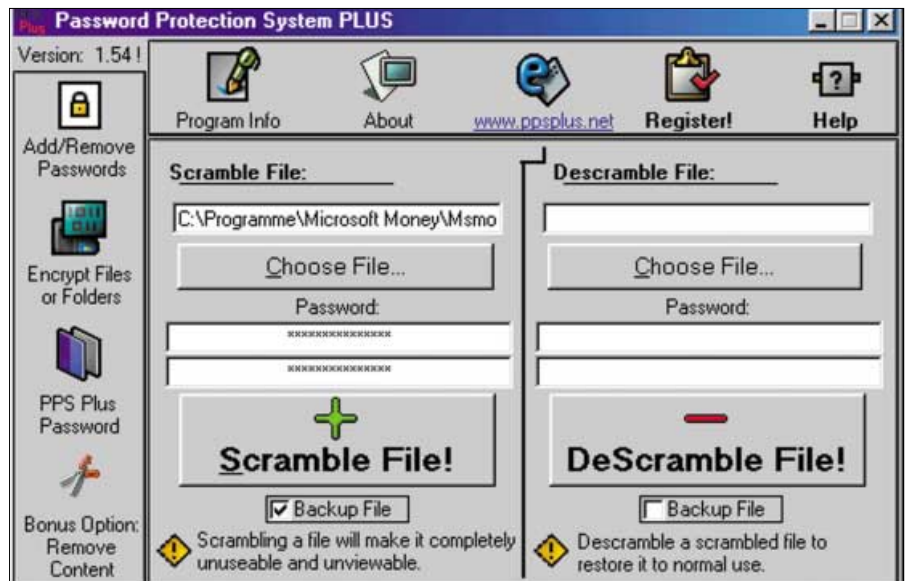 Plus
Password Protection System PLUS
Version: 1.54 !
Program Info
About
www.ppsplus.net
Register!
Help
Add/Remove
Passwords
Encrypt Files
or Folders
PPS Plus
Password
Bonus Option:
Remove
Content
Scramble File:
C:\Programme\Microsoft Money\Msmo
Choose File...
Password:
***************
***************
Scramble File!
Backup File
Scrambling a file will make it completely
unuseable and unviewable.
Descramble File:
Choose File...
Password:
DeScramble File!
Backup File
Descramble a scrambled file to
restore it to normal use.